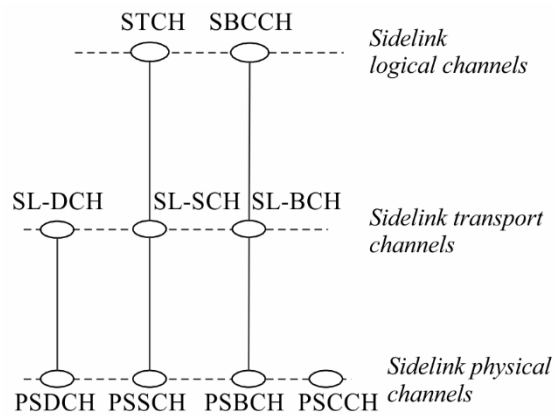 STCH SBCCH
Sidelink
logical channels
SL-DCH SL-SCH SL-BCH
Sidelink transport
channels
Sidelink physical
channels
PSDCH PSSCH PSBCH PSCCH